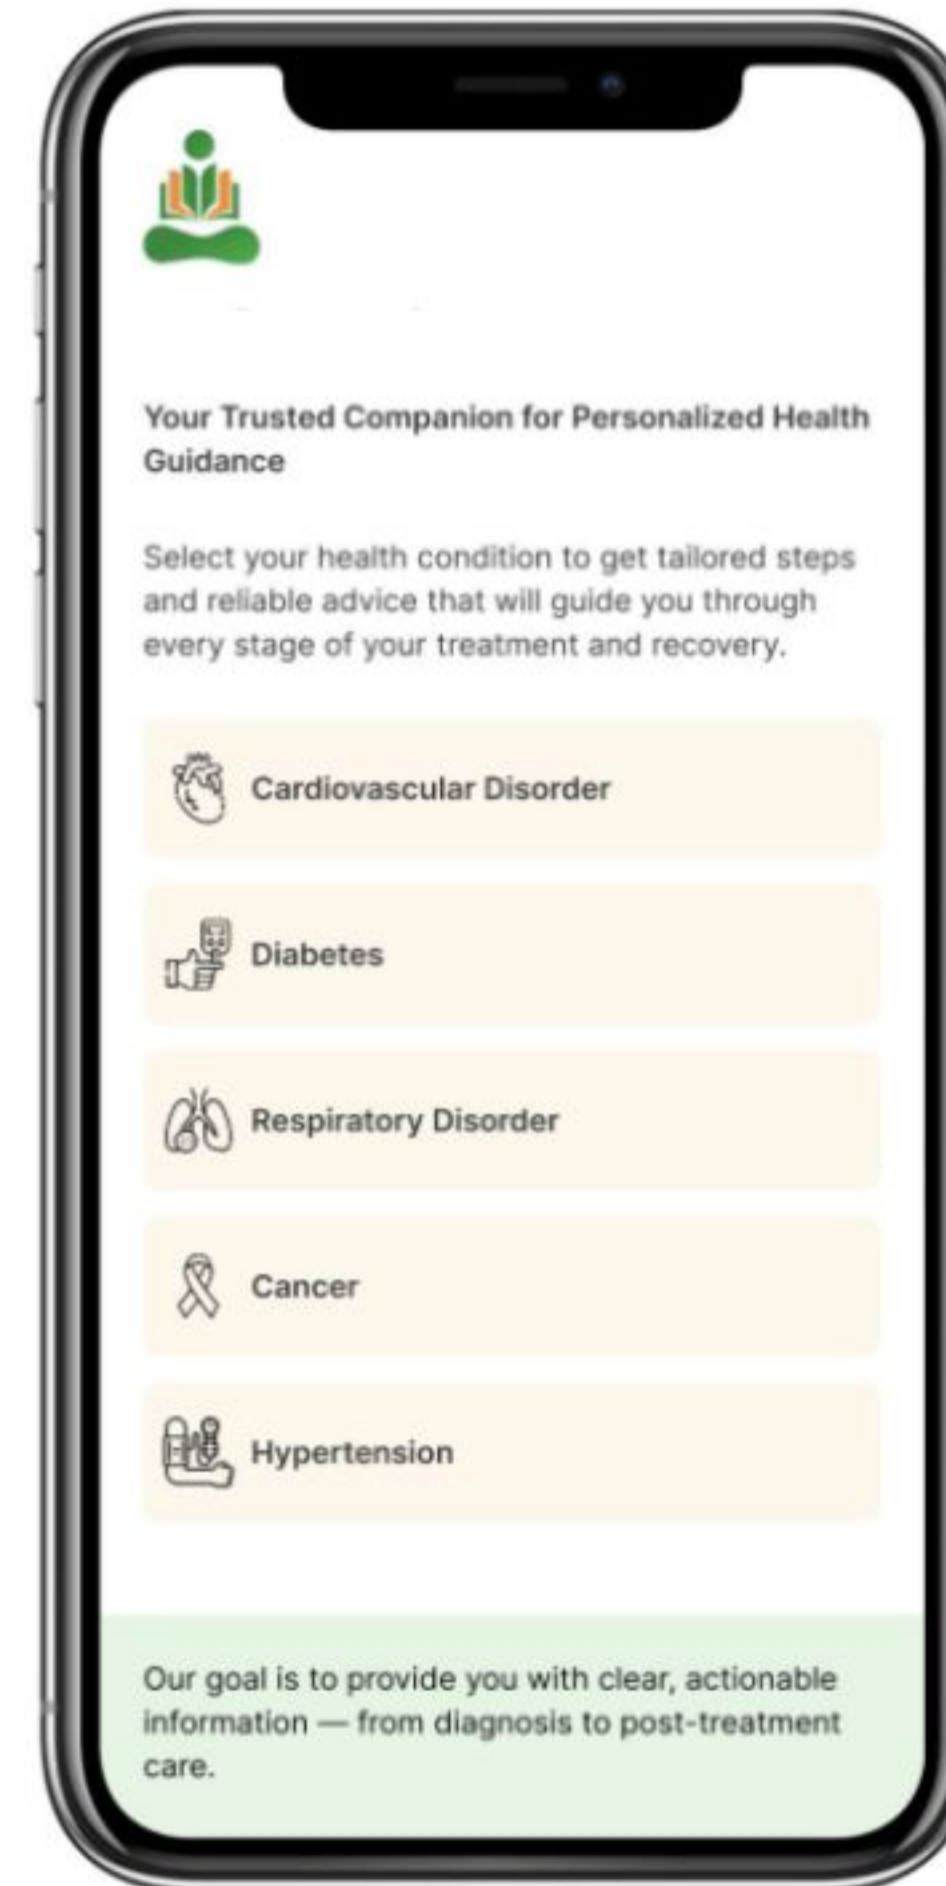 Your Trusted Companion for Personalized Health
Guidance
Select your health condition to get tailored steps
and reliable advice that will guide you through
every stage of your treatment and recovery.
Cardiovascular Disorder
Diabetes
Respiratory Disorder
Cancer
Hypertension
Our goal is to provide you with clear, actionable
information — from diagnosis to post-treatment
care.